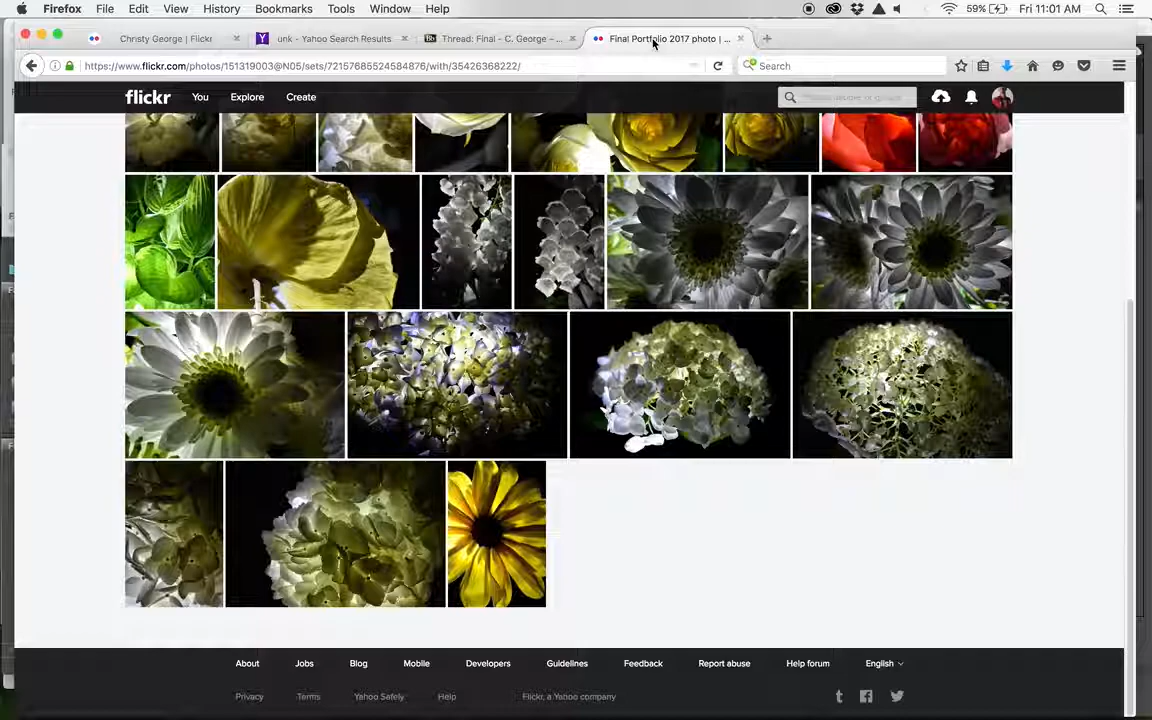 Firefox File Edit View History Bookmarks Tools Window Help 59% Fri 11:01 AM
Christy George | Flickr unk - Yahoo Search Results Thread: Final - C. George – ... Final Portfolio 2017 photo | ...
https://www.flickr.com/photos/151319003@N05/sets/72157685524584876/with/35426368222/ Search
flickr You Explore Create
About Jobs Blog Mobile Developers Guidelines Feedback Report abuse Help forum English
Privacy Terms Yahoo Safely Help Flickr, a Yahoo company